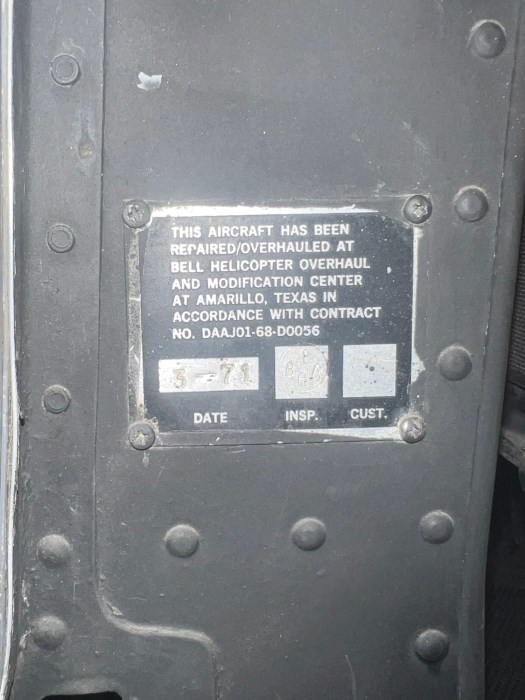 THIS AIRCRAFT HAS BEEN
REPAIRED/OVERHAULED AT
BELL HELICOPTER OVERHAUL
AND MODIFICATION CENTER
AT AMARILLO, TEXAS IN
ACCORDANCE WITH CONTRACT
NO. DAAJ01-68-D0056
3-71
DATE INSP. CUST.